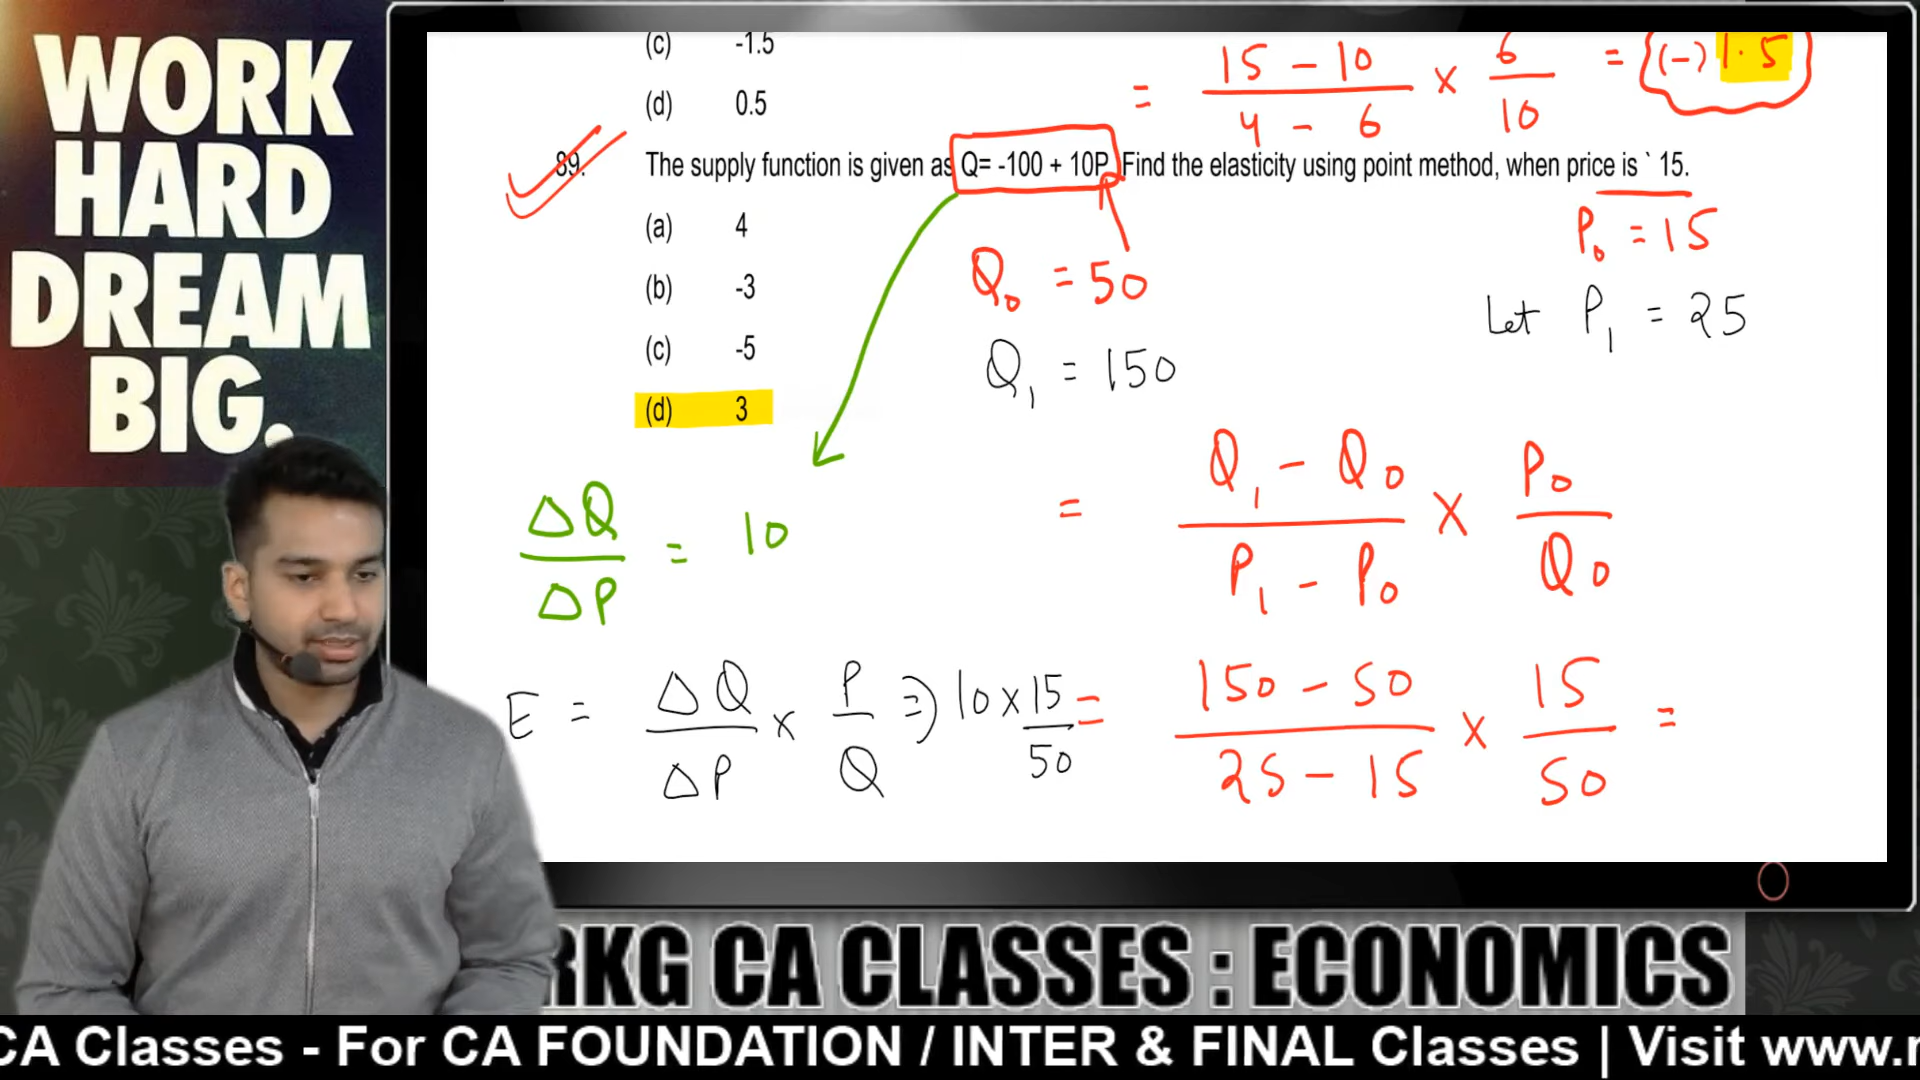 WORK
HARD
DREAM
BIG.
(c) -1.5
(d) 0.5
= 15 - 10 / 4 - 6 × 6 / 10 = (-) 1.5
89. The supply function is given as Q= -100 + 10P Find the elasticity using point method, when price is ` 15.
(a) 4
(b) -3
(c) -5
(d) 3
P₀ = 15
Let P₁ = 25
Q₀ = 50
Q₁ = 150
ΔQ / ΔP = 10
= Q₁ - Q₀ / P₁ - P₀ × P₀ / Q₀
E = ΔQ / ΔP × P / Q ⇒ 10 × 15 / 50 = 150 - 50 / 25 - 15 × 15 / 50 =
RKG CA CLASSES : ECONOMICS
CA Classes - For CA FOUNDATION / INTER & FINAL Classes | Visit www.